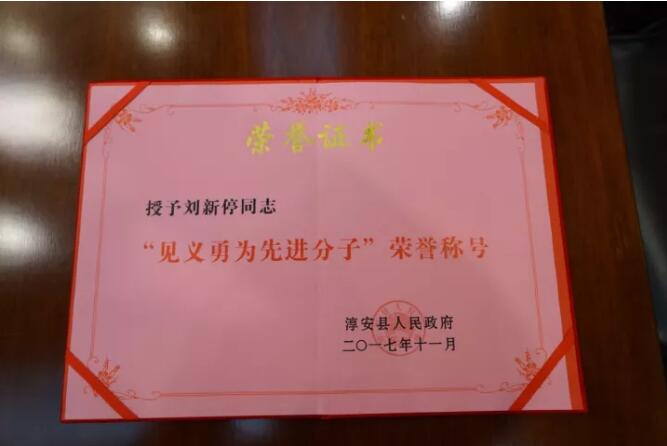 荣誉证书
授予刘新停同志
“见义勇为先进分子”荣誉称号
淳安县人民政府
二〇一七年十一月